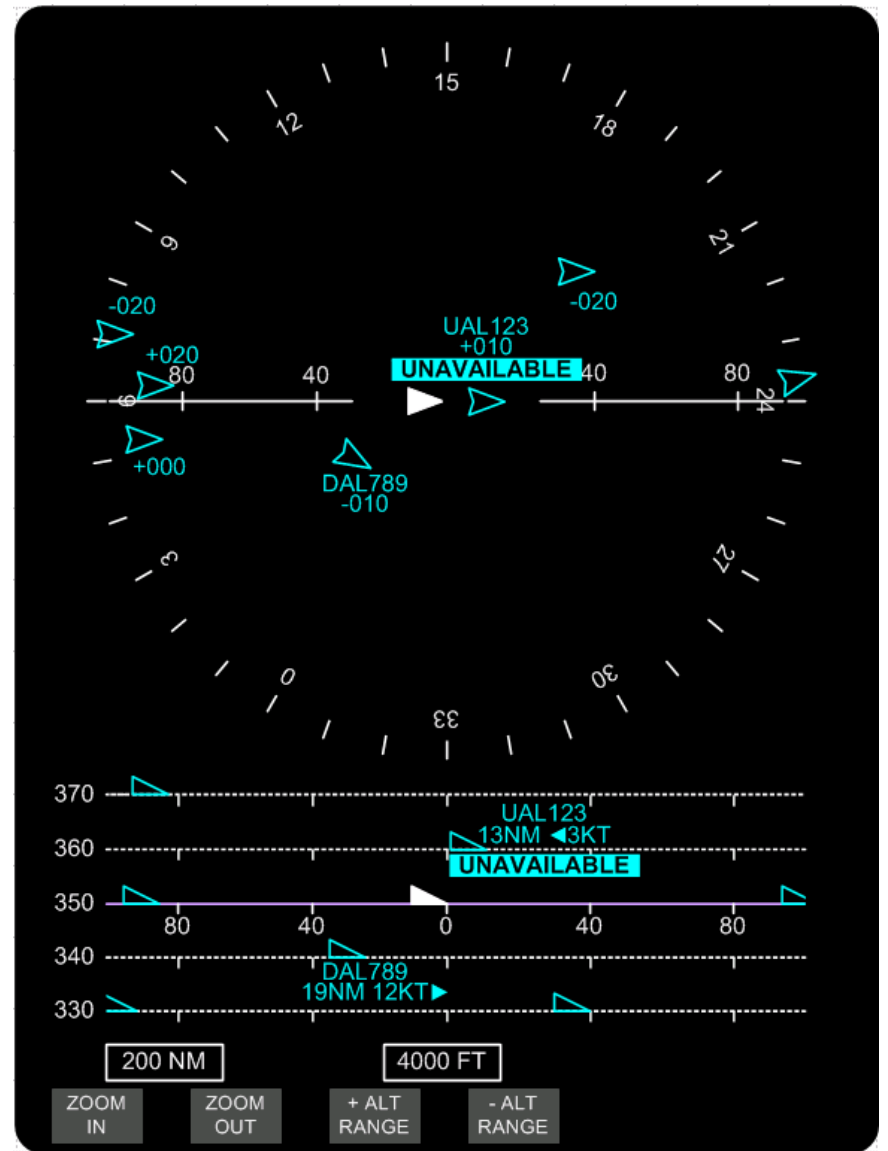 15
12
18
9
21
-020
-020
UAL123
+010
+020
UNAVAILABLE
80
40
40
80
6
24
+000
DAL789
-010
3
27
0
30
33
370
UAL123
13NM ◀3KT
360
UNAVAILABLE
350
80 40 0 40 80
340
DAL789
19NM 12KT▶
330
200 NM
4000 FT
ZOOM
IN
ZOOM
OUT
+ ALT
RANGE
- ALT
RANGE